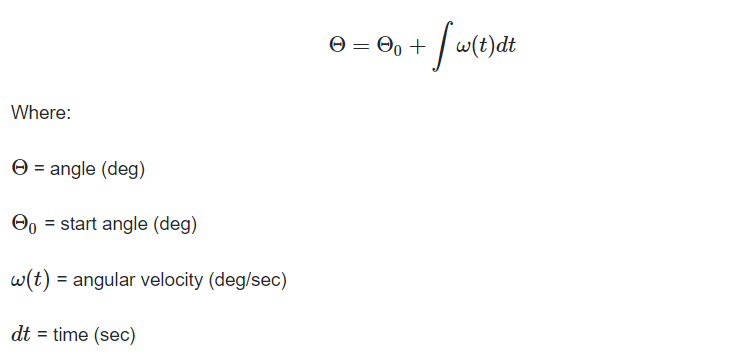 Θ = Θ₀ + ∫ ω(t)dt
Where:
Θ = angle (deg)
Θ₀ = start angle (deg)
ω(t) = angular velocity (deg/sec)
dt = time (sec)